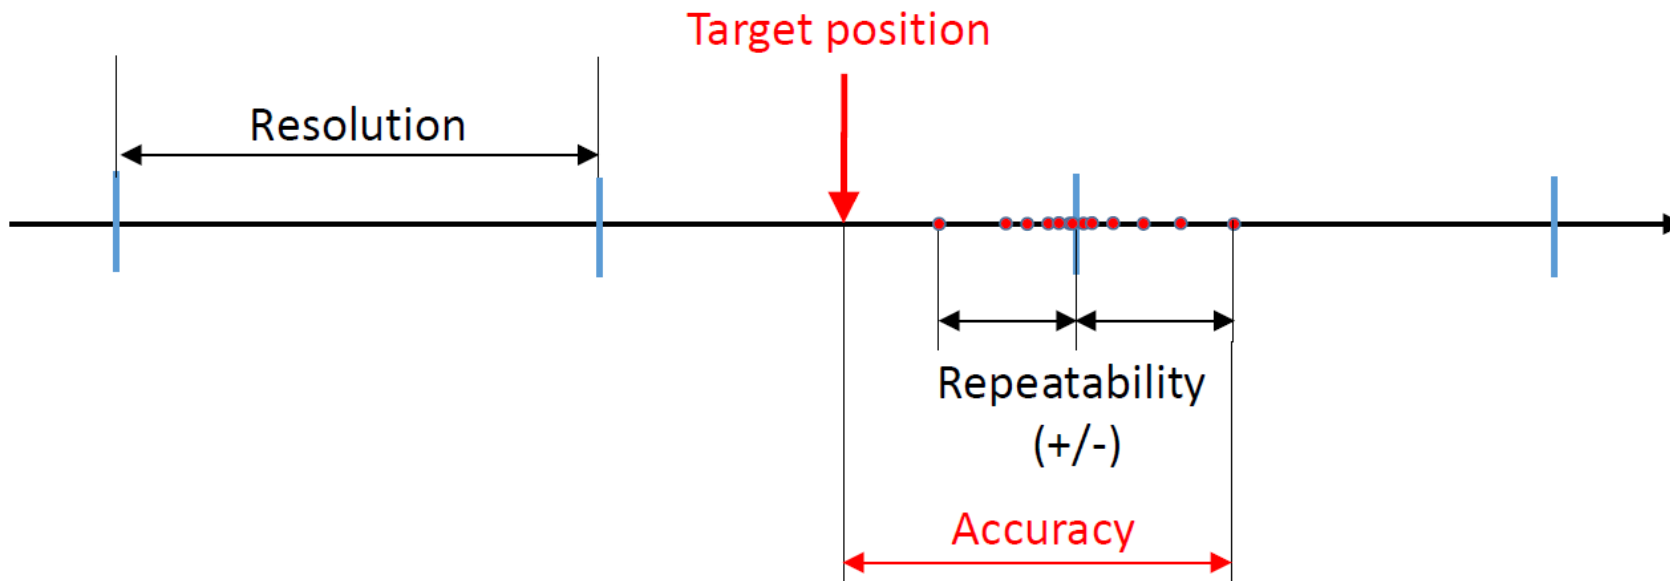 Target position
Resolution
Repeatability
(+/-)
Accuracy